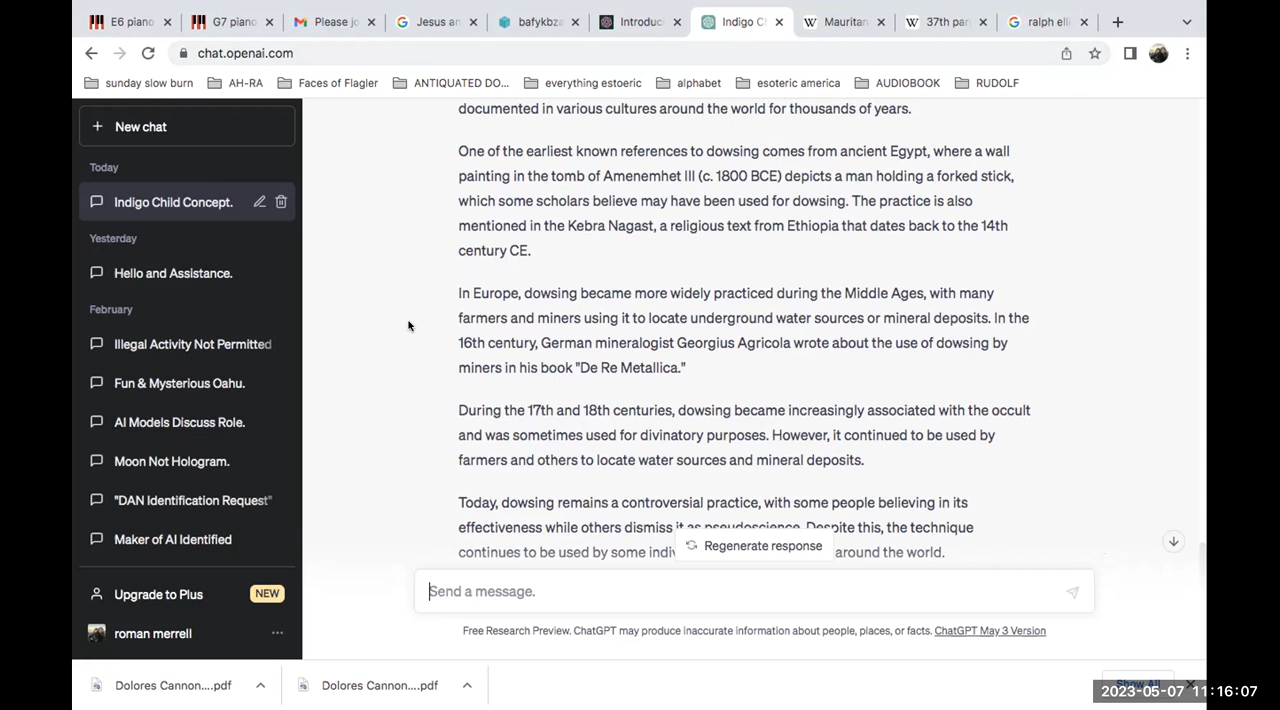 E6 piano
G7 piano
Please jo
Jesus an
bafykbza
Introduc
Indigo C
Mauritan
37th par
ralph elli
chat.openai.com
sunday slow burn
AH-RA
Faces of Flagler
ANTIQUATED DO...
everything estoeric
alphabet
esoteric america
AUDIOBOOK
RUDOLF
New chat
Today
Indigo Child Concept.
Yesterday
Hello and Assistance.
February
Illegal Activity Not Permitted
Fun & Mysterious Oahu.
AI Models Discuss Role.
Moon Not Hologram.
"DAN Identification Request"
Maker of AI Identified
Upgrade to Plus NEW
roman merrell
documented in various cultures around the world for thousands of years.
One of the earliest known references to dowsing comes from ancient Egypt, where a wall
painting in the tomb of Amenemhet III (c. 1800 BCE) depicts a man holding a forked stick,
which some scholars believe may have been used for dowsing. The practice is also
mentioned in the Kebra Nagast, a religious text from Ethiopia that dates back to the 14th
century CE.
In Europe, dowsing became more widely practiced during the Middle Ages, with many
farmers and miners using it to locate underground water sources or mineral deposits. In the
16th century, German mineralogist Georgius Agricola wrote about the use of dowsing by
miners in his book "De Re Metallica."
During the 17th and 18th centuries, dowsing became increasingly associated with the occult
and was sometimes used for divinatory purposes. However, it continued to be used by
farmers and others to locate water sources and mineral deposits.
Today, dowsing remains a controversial practice, with some people believing in its
effectiveness while others dismiss it as pseudoscience. Despite this, the technique
continues to be used by some indiv around the world.
Regenerate response
Send a message.
Free Research Preview. ChatGPT may produce inaccurate information about people, places, or facts. ChatGPT May 3 Version
Dolores Cannon....pdf
Dolores Cannon....pdf
Show All
2023-05-07 11:16:07